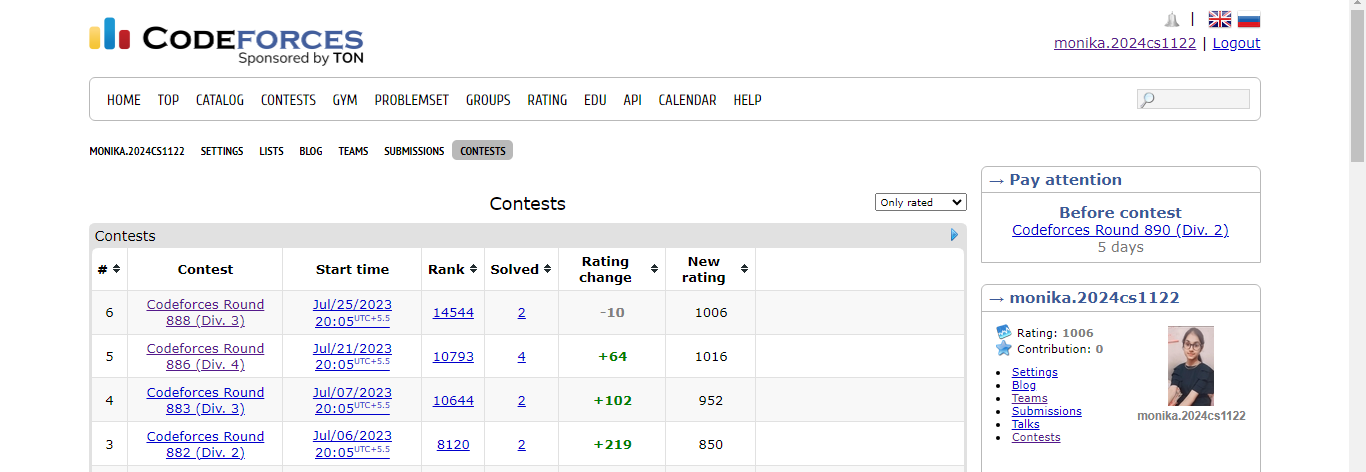 CODEFORCES
Sponsored by TON
|
monika.2024cs1122 | Logout
HOME TOP CATALOG CONTESTS GYM PROBLEMSET GROUPS RATING EDU API CALENDAR HELP
MONIKA.2024CS1122 SETTINGS LISTS BLOG TEAMS SUBMISSIONS CONTESTS
Contests
Only rated
Contests
# Contest Start time Rank Solved Rating change New rating
6 Codeforces Round 888 (Div. 3) Jul/25/2023 20:05UTC+5.5 14544 2 -10 1006
5 Codeforces Round 886 (Div. 4) Jul/21/2023 20:05UTC+5.5 10793 4 +64 1016
4 Codeforces Round 883 (Div. 3) Jul/07/2023 20:05UTC+5.5 10644 2 +102 952
3 Codeforces Round 882 (Div. 2) Jul/06/2023 20:05UTC+5.5 8120 2 +219 850
→ Pay attention
Before contest
Codeforces Round 890 (Div. 2)
5 days
→ monika.2024cs1122
Rating: 1006
Contribution: 0
Settings
Blog
Teams
Submissions
Talks
Contests
monika.2024cs1122